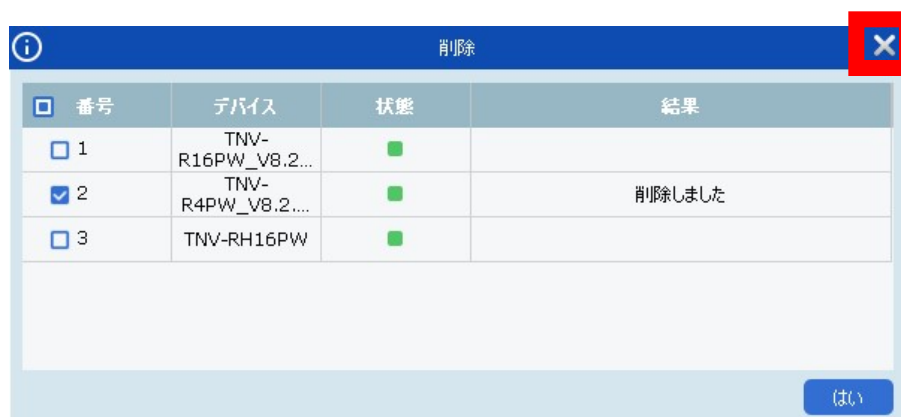 削除
番号 デバイス 状態 結果
1 TNV-
R16PW_V8.2...
2 TNV-
R4PW_V8.2.... 削除しました
3 TNV-RH16PW
はい